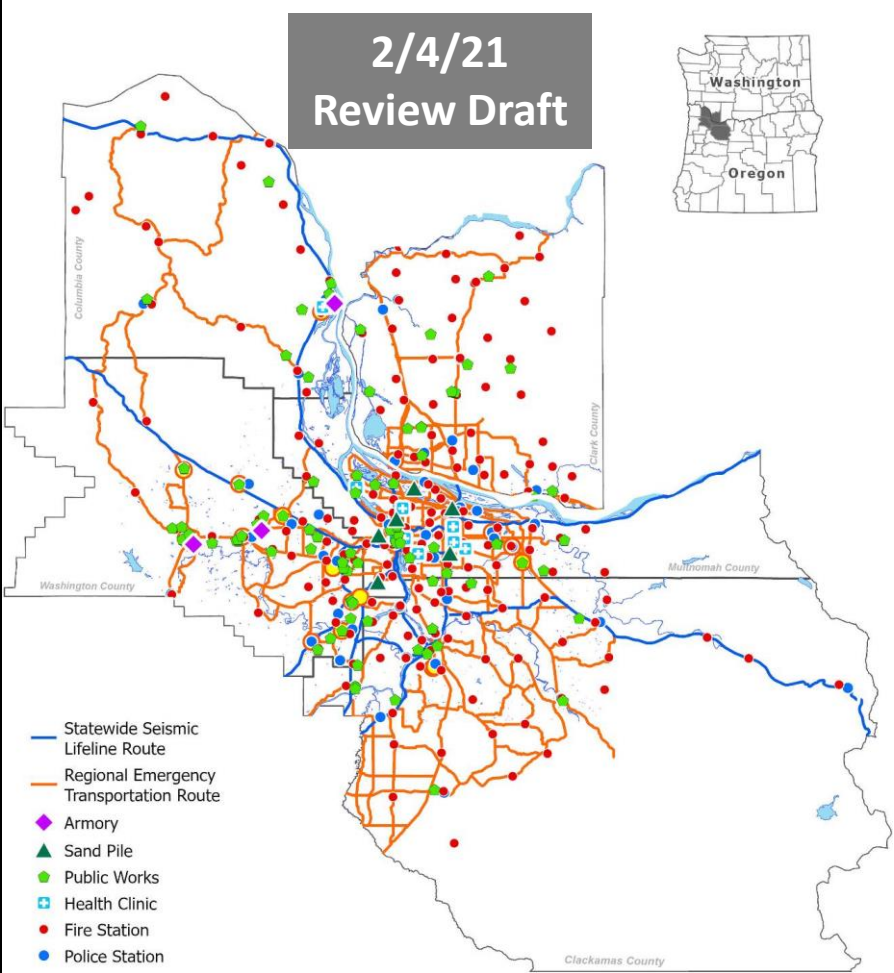 2/4/21
Review Draft
Washington
Oregon
Columbia County
Clark County
Washington County
Multnomah County
Statewide Seismic
Lifeline Route
Regional Emergency
Transportation Route
Armory
Sand Pile
Public Works
Health Clinic
Fire Station
Police Station
Clackamas County